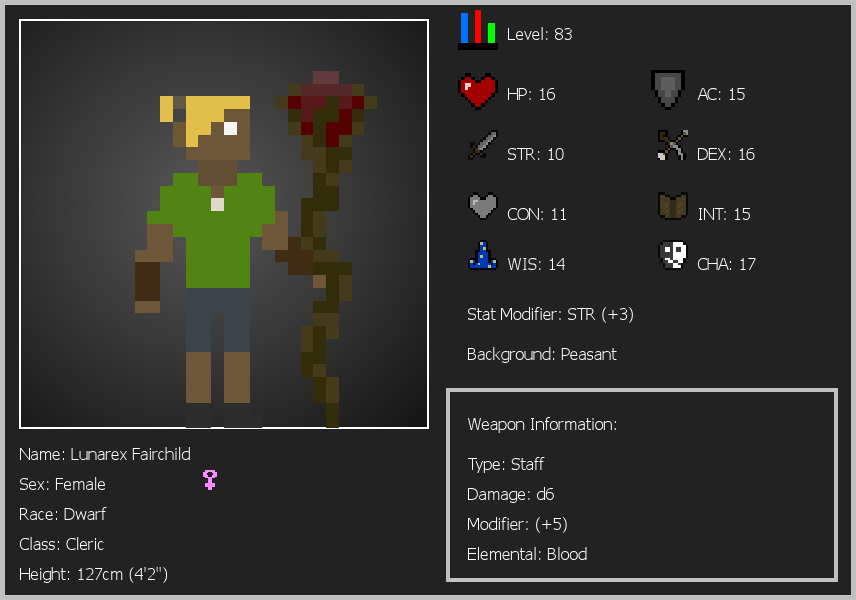 Level: 83
HP: 16
AC: 15
STR: 10
DEX: 16
CON: 11
INT: 15
WIS: 14
CHA: 17
Stat Modifier: STR (+3)
Background: Peasant
Weapon Information:
Type: Staff
Damage: d6
Modifier: (+5)
Elemental: Blood
Name: Lunarex Fairchild
Sex: Female
Race: Dwarf
Class: Cleric
Height: 127cm (4'2")